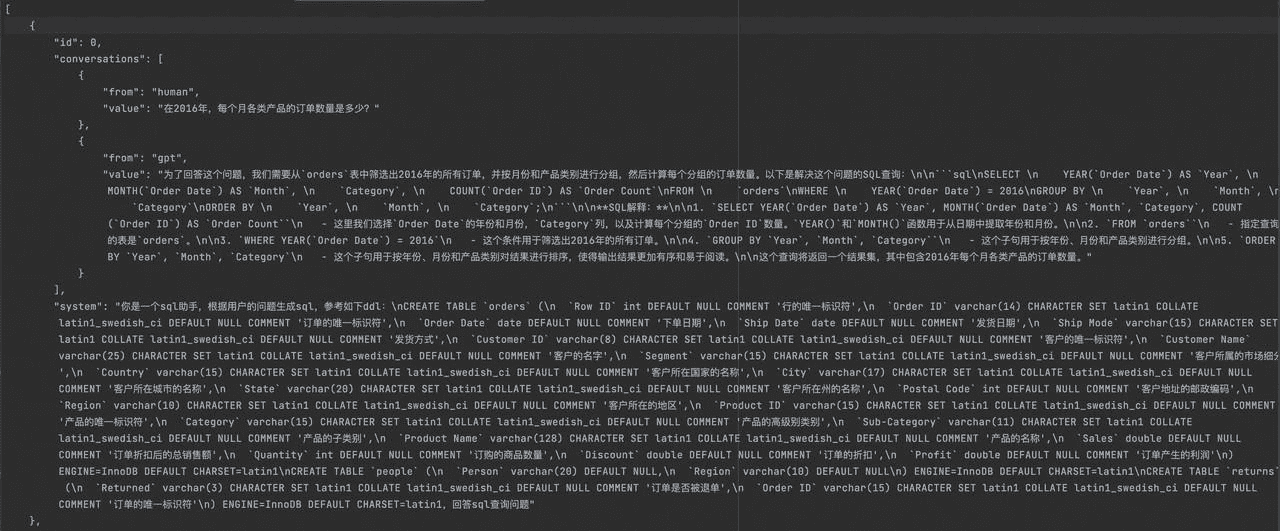 [
{
"id": 0,
"conversations": [
{
"from": "human",
"value": "在2016年，每个月各类产品的订单数量是多少？"
},
{
"from": "gpt",
"value": "为了回答这个问题，我们需要从`orders`表中筛选出2016年的所有订单，并按月份和产品类别进行分组，然后计算每个分组的订单数量。以下是解决这个问题的SQL查询：\n\n```sql\nSELECT \n    YEAR(`Order Date`) AS `Year`, \n
MONTH(`Order Date`) AS `Month`, \n    `Category`, \n    COUNT(`Order ID`) AS `Order Count`\nFROM \n    `orders`\nWHERE \n    YEAR(`Order Date`) = 2016\nGROUP BY \n    `Year`, \n    `Month`, \n
`Category`\nORDER BY \n    `Year`, \n    `Month`, \n    `Category`;\n```\n\n**SQL解释：**\n\n1. `SELECT YEAR(`Order Date`) AS `Year`, MONTH(`Order Date`) AS `Month`, `Category`, COUNT
(`Order ID`) AS `Order Count``\n   - 这里我们选择`Order Date`的年份和月份，`Category`列，以及计算每个分组的`Order ID`数量。`YEAR()`和`MONTH()`函数用于从日期中提取年份和月份。\n\n2. `FROM `orders``\n   - 指定查询
的表是`orders`。\n\n3. `WHERE YEAR(`Order Date`) = 2016`\n   - 这个条件用于筛选出2016年的所有订单。\n\n4. `GROUP BY `Year`, `Month`, `Category``\n   - 这个子句用于按年份、月份和产品类别进行分组。\n\n5. `ORDER
BY `Year`, `Month`, `Category`\n   - 这个子句用于按年份、月份和产品类别对结果进行排序，使得输出结果更加有序和易于阅读。\n\n这个查询将返回一个结果集，其中包含2016年每个月各类产品的订单数量。"
}
],
"system": "你是一个sql助手，根据用户的问题生成sql，参考如下ddl：\nCREATE TABLE `orders` (\n  `Row ID` int DEFAULT NULL COMMENT '行的唯一标识符',\n  `Order ID` varchar(14) CHARACTER SET latin1 COLLATE
latin1_swedish_ci DEFAULT NULL COMMENT '订单的唯一标识符',\n  `Order Date` date DEFAULT NULL COMMENT '下单日期',\n  `Ship Date` date DEFAULT NULL COMMENT '发货日期',\n  `Ship Mode` varchar(15) CHARACTER SET
latin1 COLLATE latin1_swedish_ci DEFAULT NULL COMMENT '发货方式',\n  `Customer ID` varchar(8) CHARACTER SET latin1 COLLATE latin1_swedish_ci DEFAULT NULL COMMENT '客户的唯一标识符',\n  `Customer Name`
varchar(25) CHARACTER SET latin1 COLLATE latin1_swedish_ci DEFAULT NULL COMMENT '客户的名字',\n  `Segment` varchar(15) CHARACTER SET latin1 COLLATE latin1_swedish_ci DEFAULT NULL COMMENT '客户所属的市场细分
',\n  `Country` varchar(15) CHARACTER SET latin1 COLLATE latin1_swedish_ci DEFAULT NULL COMMENT '客户所在国家的名称',\n  `City` varchar(17) CHARACTER SET latin1 COLLATE latin1_swedish_ci DEFAULT NULL
COMMENT '客户所在城市的名称',\n  `State` varchar(20) CHARACTER SET latin1 COLLATE latin1_swedish_ci DEFAULT NULL COMMENT '客户所在州的名称',\n  `Postal Code` int DEFAULT NULL COMMENT '客户地址的邮政编码',\n
`Region` varchar(10) CHARACTER SET latin1 COLLATE latin1_swedish_ci DEFAULT NULL COMMENT '客户所在的地区',\n  `Product ID` varchar(15) CHARACTER SET latin1 COLLATE latin1_swedish_ci DEFAULT NULL COMMENT
'产品的唯一标识符',\n  `Category` varchar(15) CHARACTER SET latin1 COLLATE latin1_swedish_ci DEFAULT NULL COMMENT '产品的高级别类别',\n  `Sub-Category` varchar(11) CHARACTER SET latin1 COLLATE
latin1_swedish_ci DEFAULT NULL COMMENT '产品的子类别',\n  `Product Name` varchar(128) CHARACTER SET latin1 COLLATE latin1_swedish_ci DEFAULT NULL COMMENT '产品的名称',\n  `Sales` double DEFAULT NULL
COMMENT '订单折扣后的总销售额',\n  `Quantity` int DEFAULT NULL COMMENT '订购的商品数量',\n  `Discount` double DEFAULT NULL COMMENT '订单的折扣',\n  `Profit` double DEFAULT NULL COMMENT '订单产生的利润'\n)
ENGINE=InnoDB DEFAULT CHARSET=latin1\nCREATE TABLE `people` (\n  `Person` varchar(20) DEFAULT NULL,\n  `Region` varchar(10) DEFAULT NULL\n) ENGINE=InnoDB DEFAULT CHARSET=latin1\nCREATE TABLE `returns`
(\n  `Returned` varchar(3) CHARACTER SET latin1 COLLATE latin1_swedish_ci DEFAULT NULL COMMENT '订单是否被退单',\n  `Order ID` varchar(15) CHARACTER SET latin1 COLLATE latin1_swedish_ci DEFAULT NULL
COMMENT '订单的唯一标识符'\n) ENGINE=InnoDB DEFAULT CHARSET=latin1，回答sql查询问题"
},